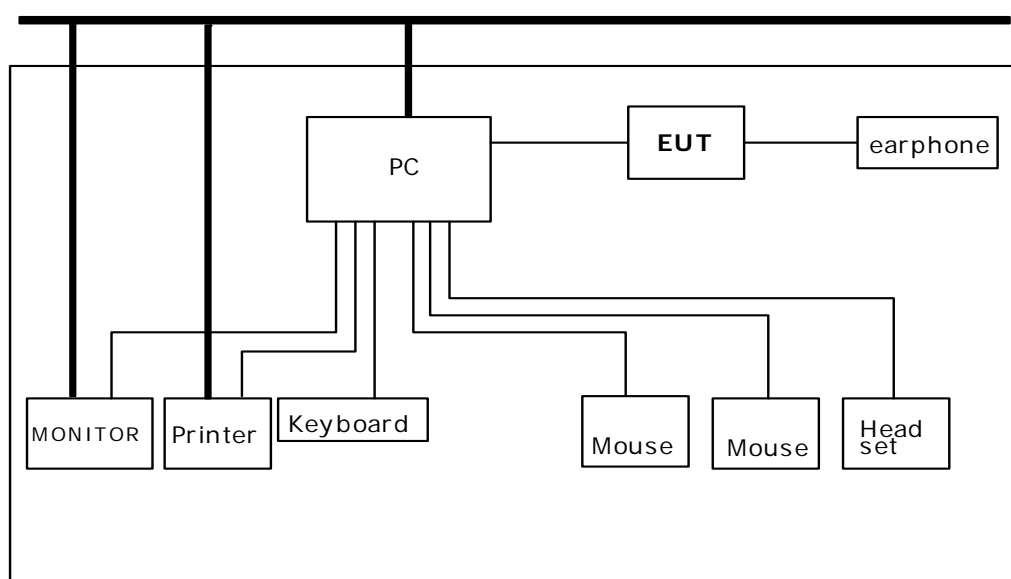 PC
EUT
earphone
MONITOR
Printer
Keyboard
Mouse
Mouse
Head
set